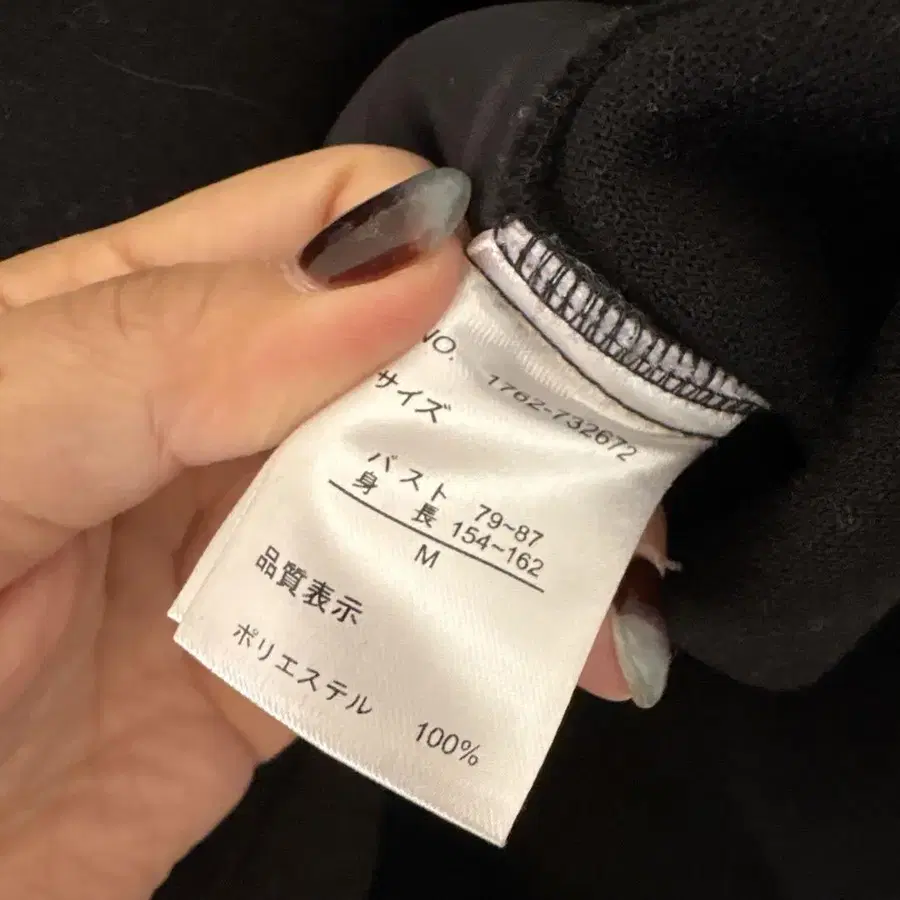 NO. 1762-732672
サイズ
バスト 79~87
身長 154~162
M
品質表示
ポリエステル 100%